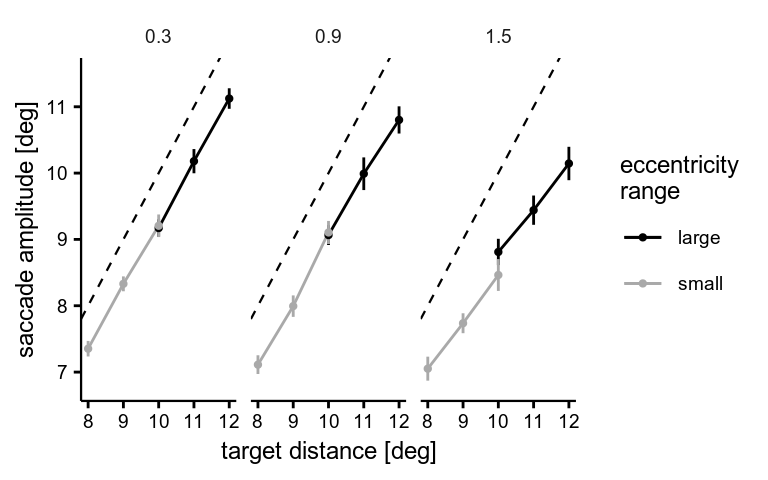 0.3 0.9 1.5
saccade amplitude [deg]
11
10
9
8
7
8 9 10 11 12 8 9 10 11 12 8 9 10 11 12
target distance [deg]
eccentricity
range
large
small